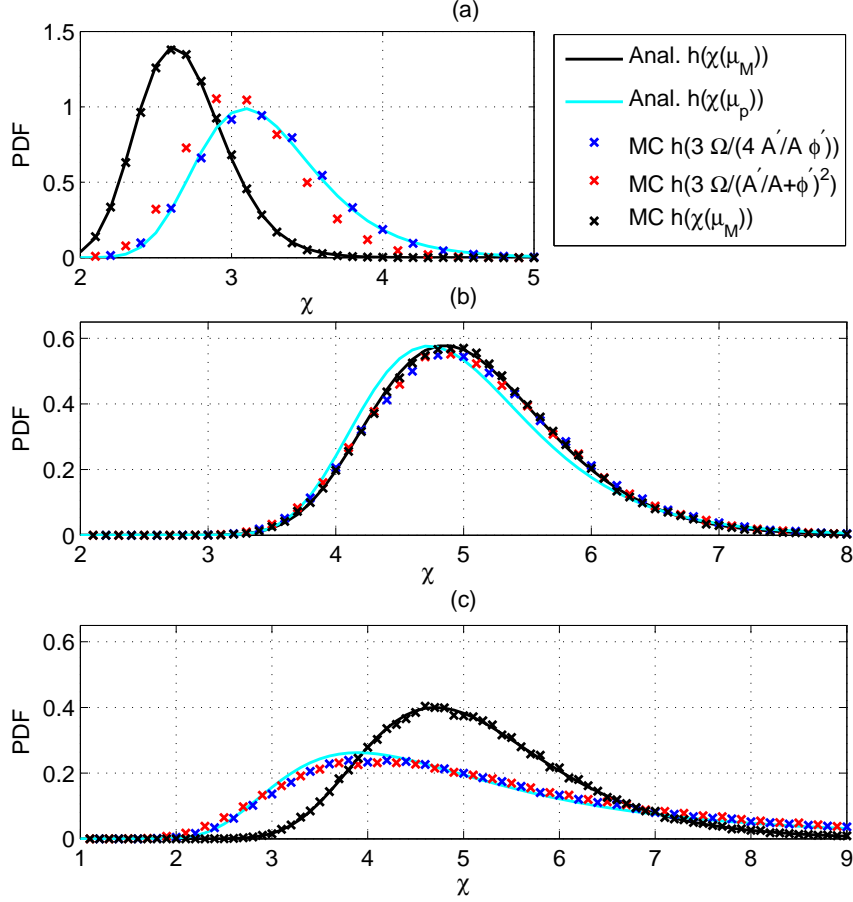 (a)
1.5
1
0.5
0
PDF
2 3 4 5
χ
Anal. h(χ(μ_M))
Anal. h(χ(μ_p))
MC h(3 Ω/(4 A′/A φ′))
MC h(3 Ω/(A′/A+φ′)²)
MC h(χ(μ_M))
(b)
0.6
0.4
0.2
0
PDF
2 3 4 5 6 7 8
χ
(c)
0.6
0.4
0.2
0
PDF
1 2 3 4 5 6 7 8 9
χ